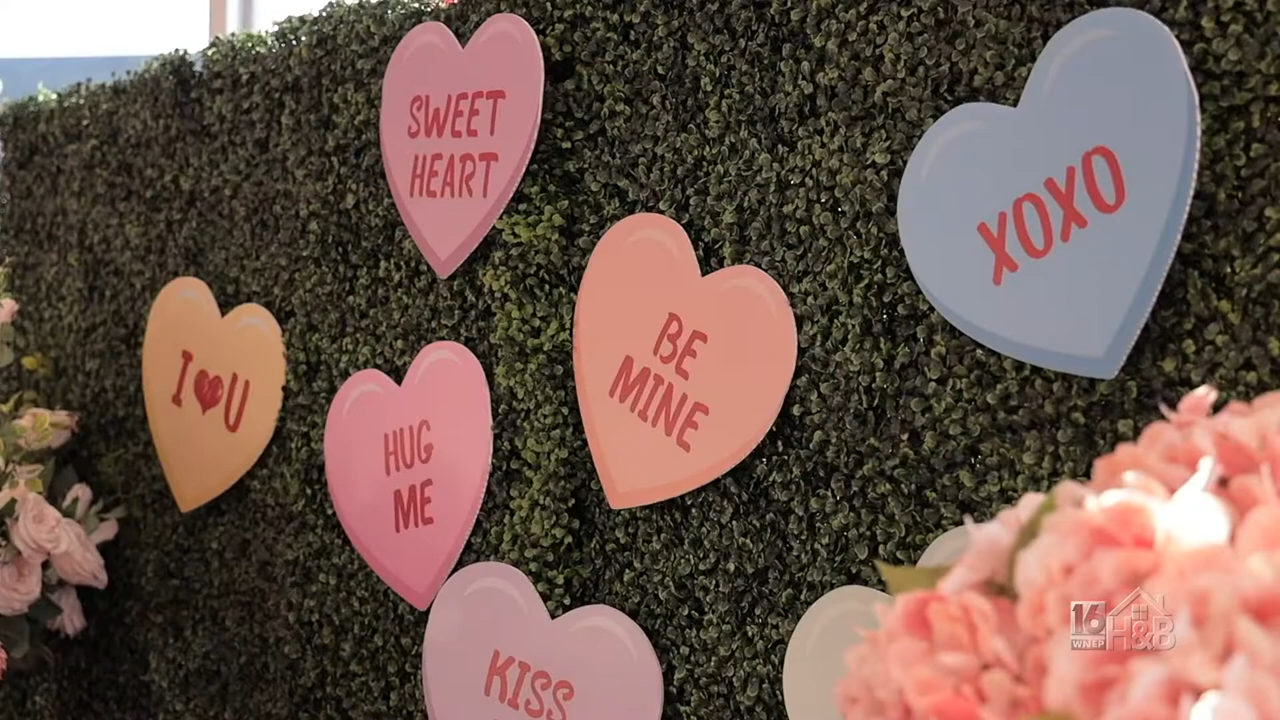 SWEET
HEART
XOXO
I ♥ U
BE
MINE
HUG
ME
KISS
16
WNEP
H&B